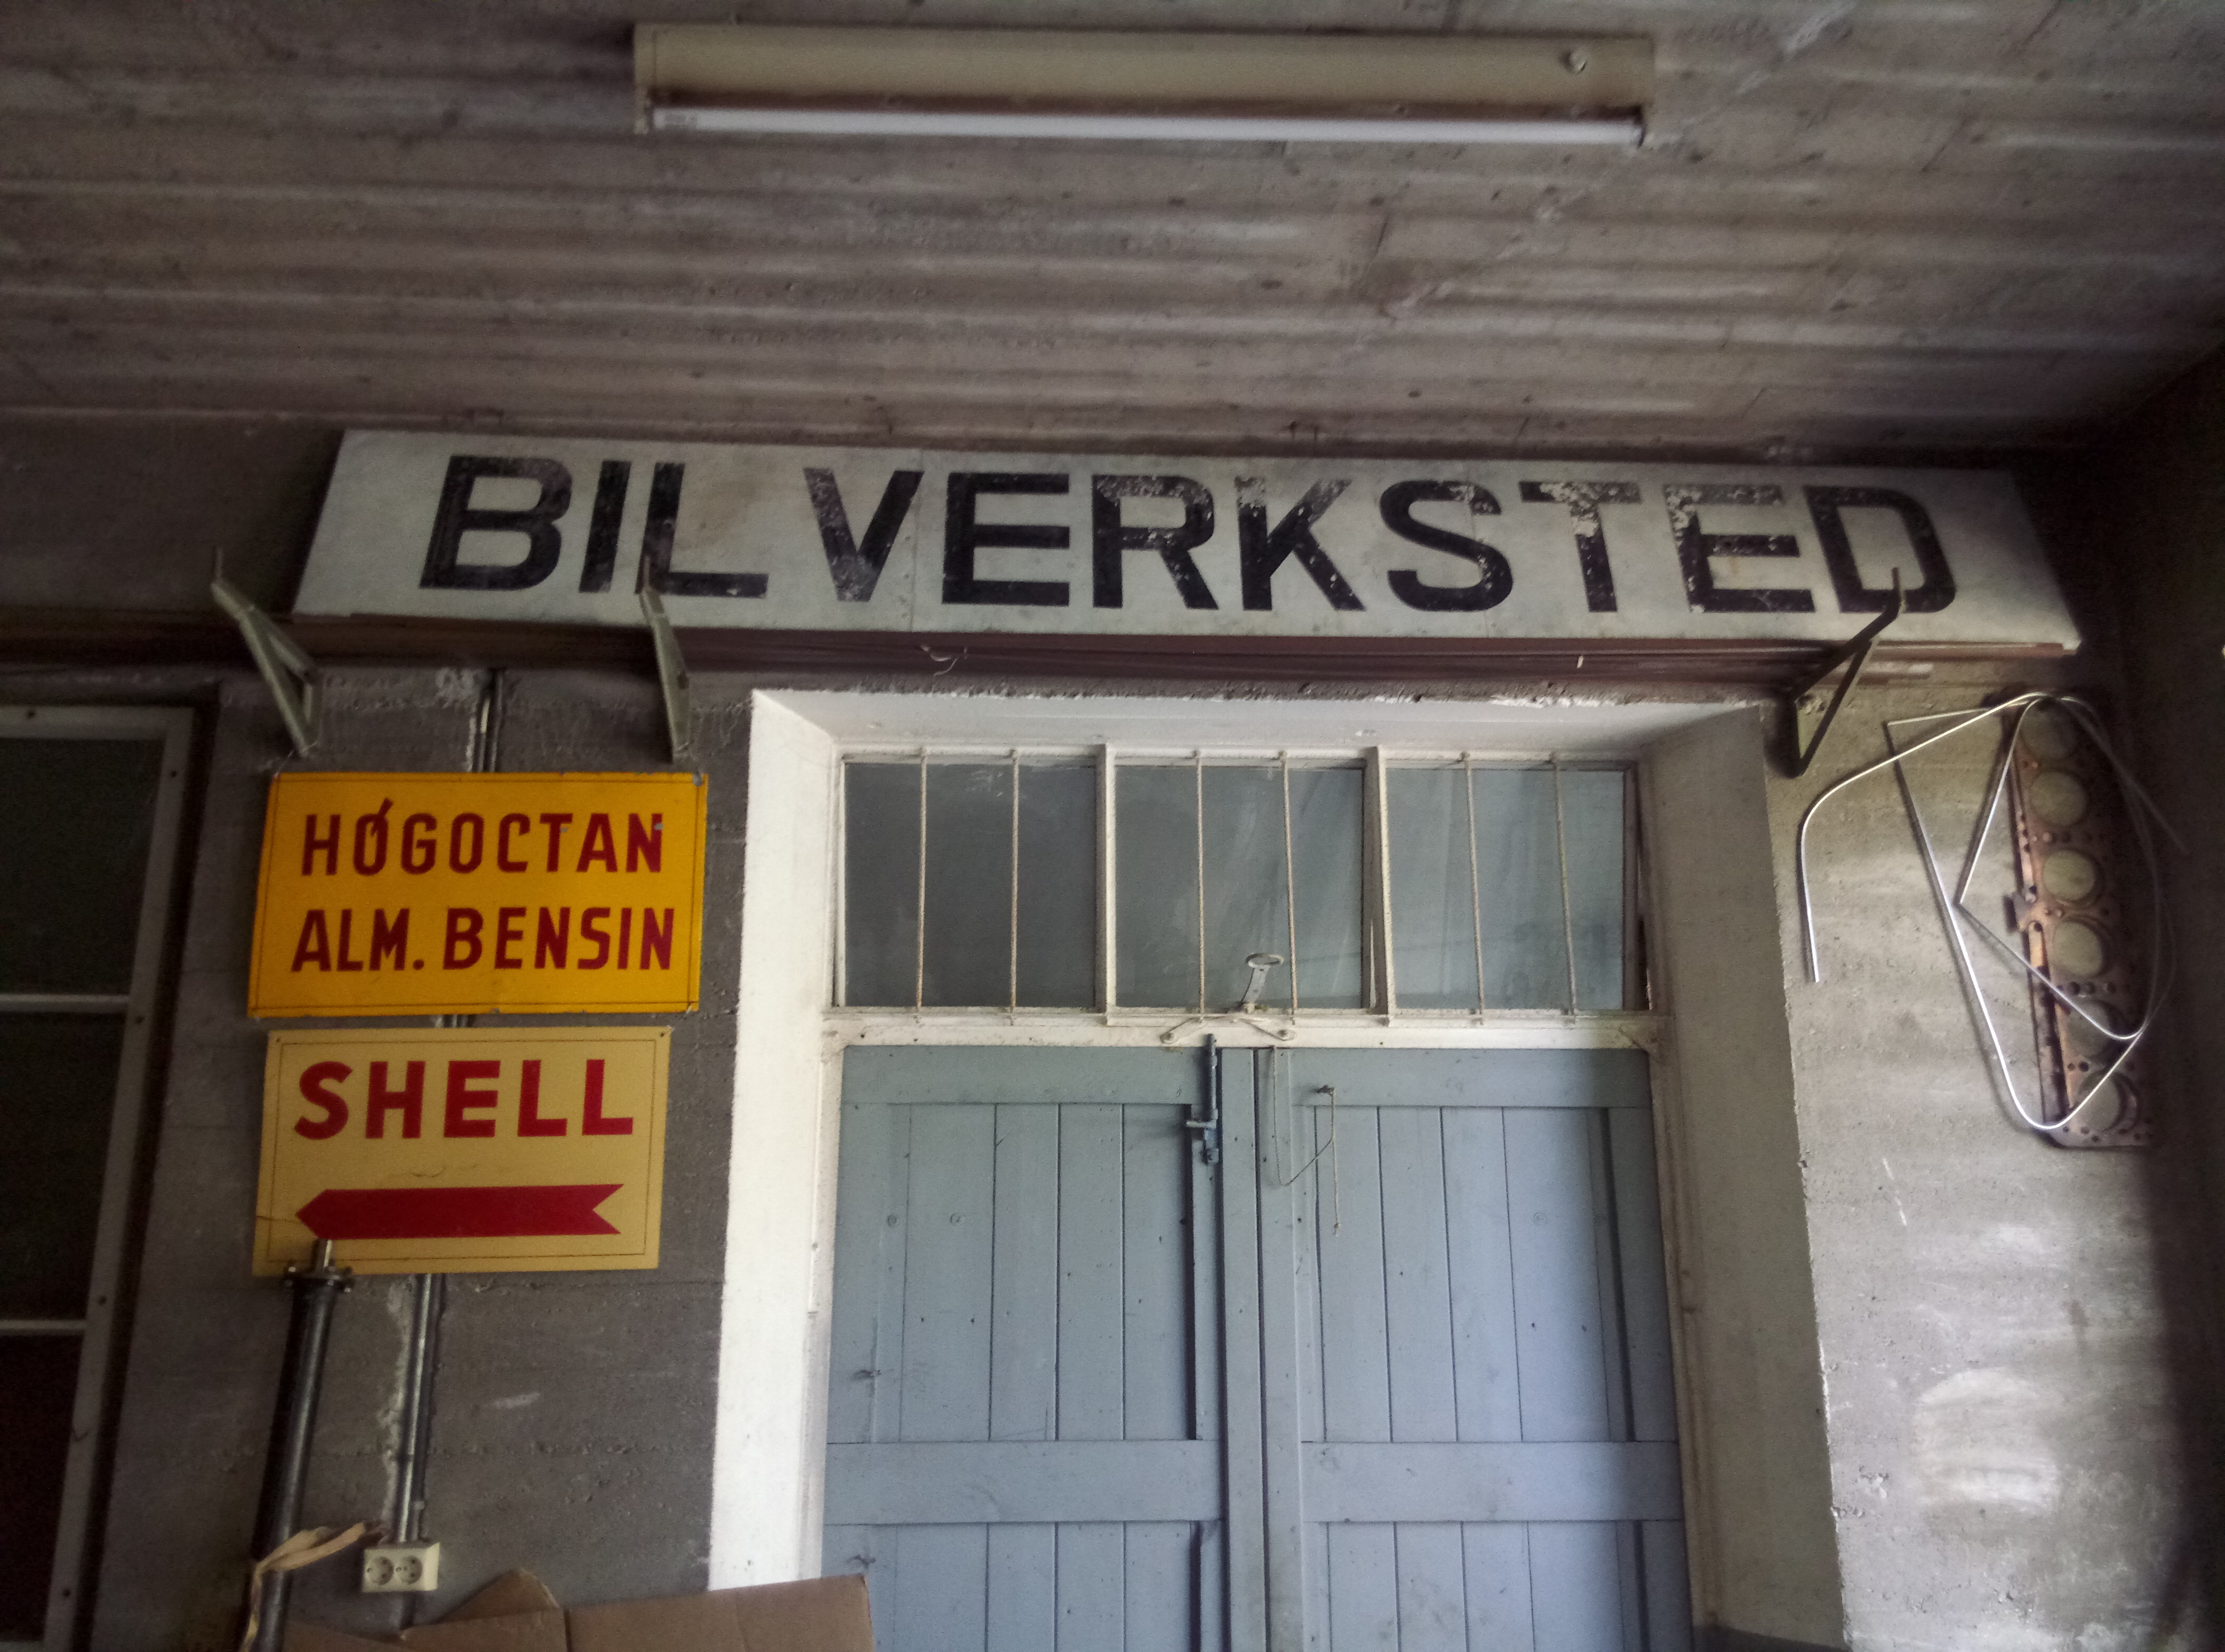 BILVERKSTED
HØGOCTAN
ALM. BENSIN
SHELL